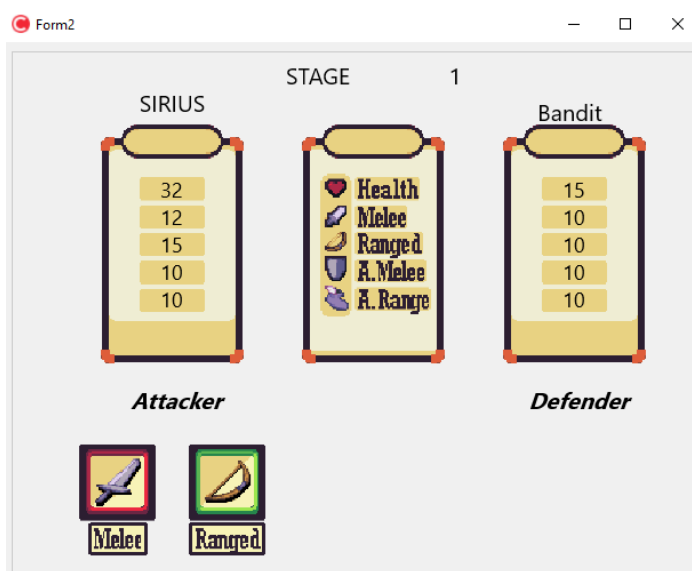 Form2
STAGE 1
SIRIUS
Bandit
32
12
15
10
10
Health
Melee
Ranged
A.Melee
A.Range
15
10
10
10
10
Attacker
Defender
Melee
Ranged